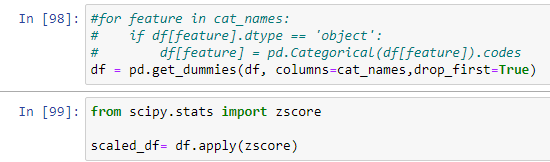 In [98]: #for feature in cat_names:
#    if df[feature].dtype == 'object':
#        df[feature] = pd.Categorical(df[feature]).codes
df = pd.get_dummies(df, columns=cat_names,drop_first=True)
In [99]: from scipy.stats import zscore
scaled_df= df.apply(zscore)